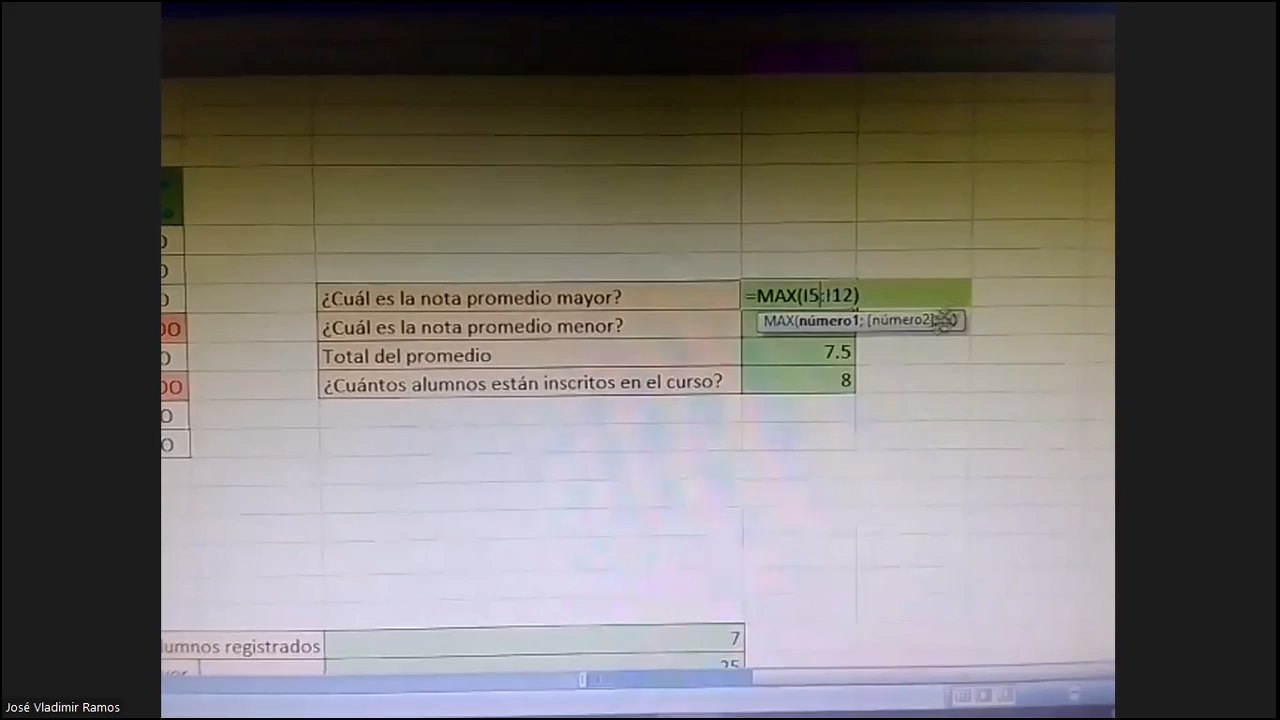 ¿Cuál es la nota promedio mayor? =MAX(I5:I12)
¿Cuál es la nota promedio menor? MAX(número1; [número2];
Total del promedio 7.5
¿Cuántos alumnos están inscritos en el curso? 8
lumnos registrados 7
25
José Vladimir Ramos